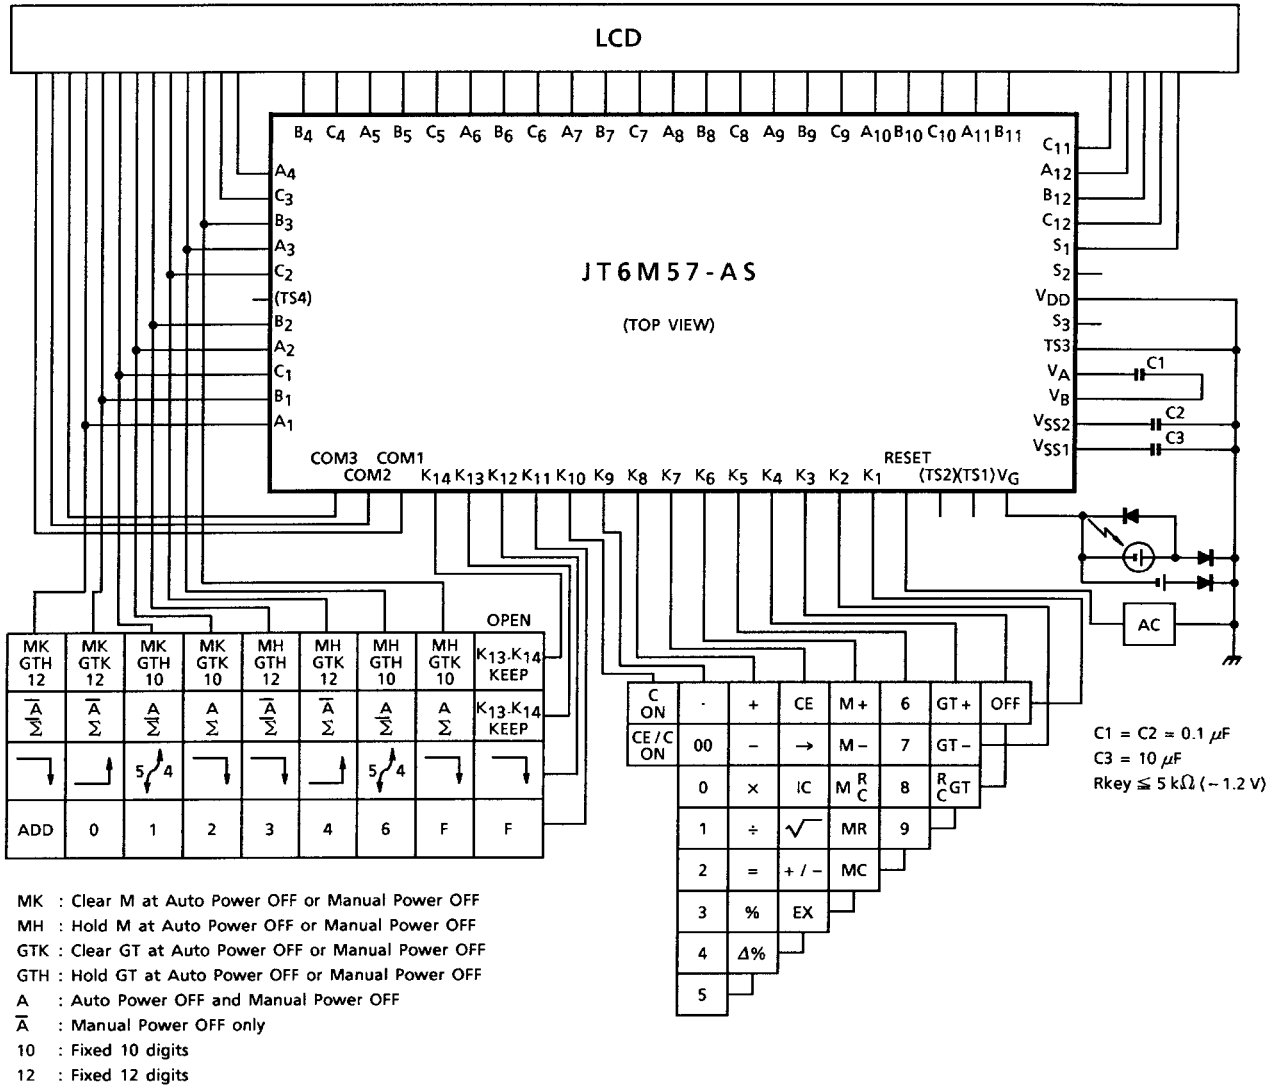 LCD
B4 C4 A5 B5 C5 A6 B6 C6 A7 B7 C7 A8 B8 C8 A9 B9 C9 A10 B10 C10 A11 B11
A4
C3
B3
A3
C2
(TS4)
B2
A2
C1
B1
A1
JT6M57-AS
(TOP VIEW)
C11
A12
B12
C12
S1
S2
VDD
S3
TS3
VA
VB
VSS2
VSS1
C1
C2
C3
COM3 COM1
COM2
K14 K13 K12 K11 K10 K9 K8 K7 K6 K5 K4 K3 K2 K1
RESET
(TS2)(TS1) VG
AC
OPEN
MK GTH 12
MK GTK 12
MK GTH 10
MK GTK 10
MH GTH 12
MH GTK 12
MH GTH 10
MH GTK 10
K13-K14 KEEP
A̅ Σ̅
A̅ Σ
A Σ̅
A Σ
A̅ Σ̅
A̅ Σ
A Σ̅
A Σ
K13-K14 KEEP
5 4
5 4
ADD 0 1 2 3 4 6 F F
C ON · + CE M+ 6 GT+ OFF
CE/C ON 00 − → M− 7 GT−
0 × IC M R C 8 R C GT
1 ÷ √ MR 9
2 = +/− MC
3 % EX
4 Δ%
5
C1 = C2 = 0.1 μF
C3 = 10 μF
Rkey ≦ 5 kΩ (−1.2 V)
MK : Clear M at Auto Power OFF or Manual Power OFF
MH : Hold M at Auto Power OFF or Manual Power OFF
GTK : Clear GT at Auto Power OFF or Manual Power OFF
GTH : Hold GT at Auto Power OFF or Manual Power OFF
A : Auto Power OFF and Manual Power OFF
A̅ : Manual Power OFF only
10 : Fixed 10 digits
12 : Fixed 12 digits